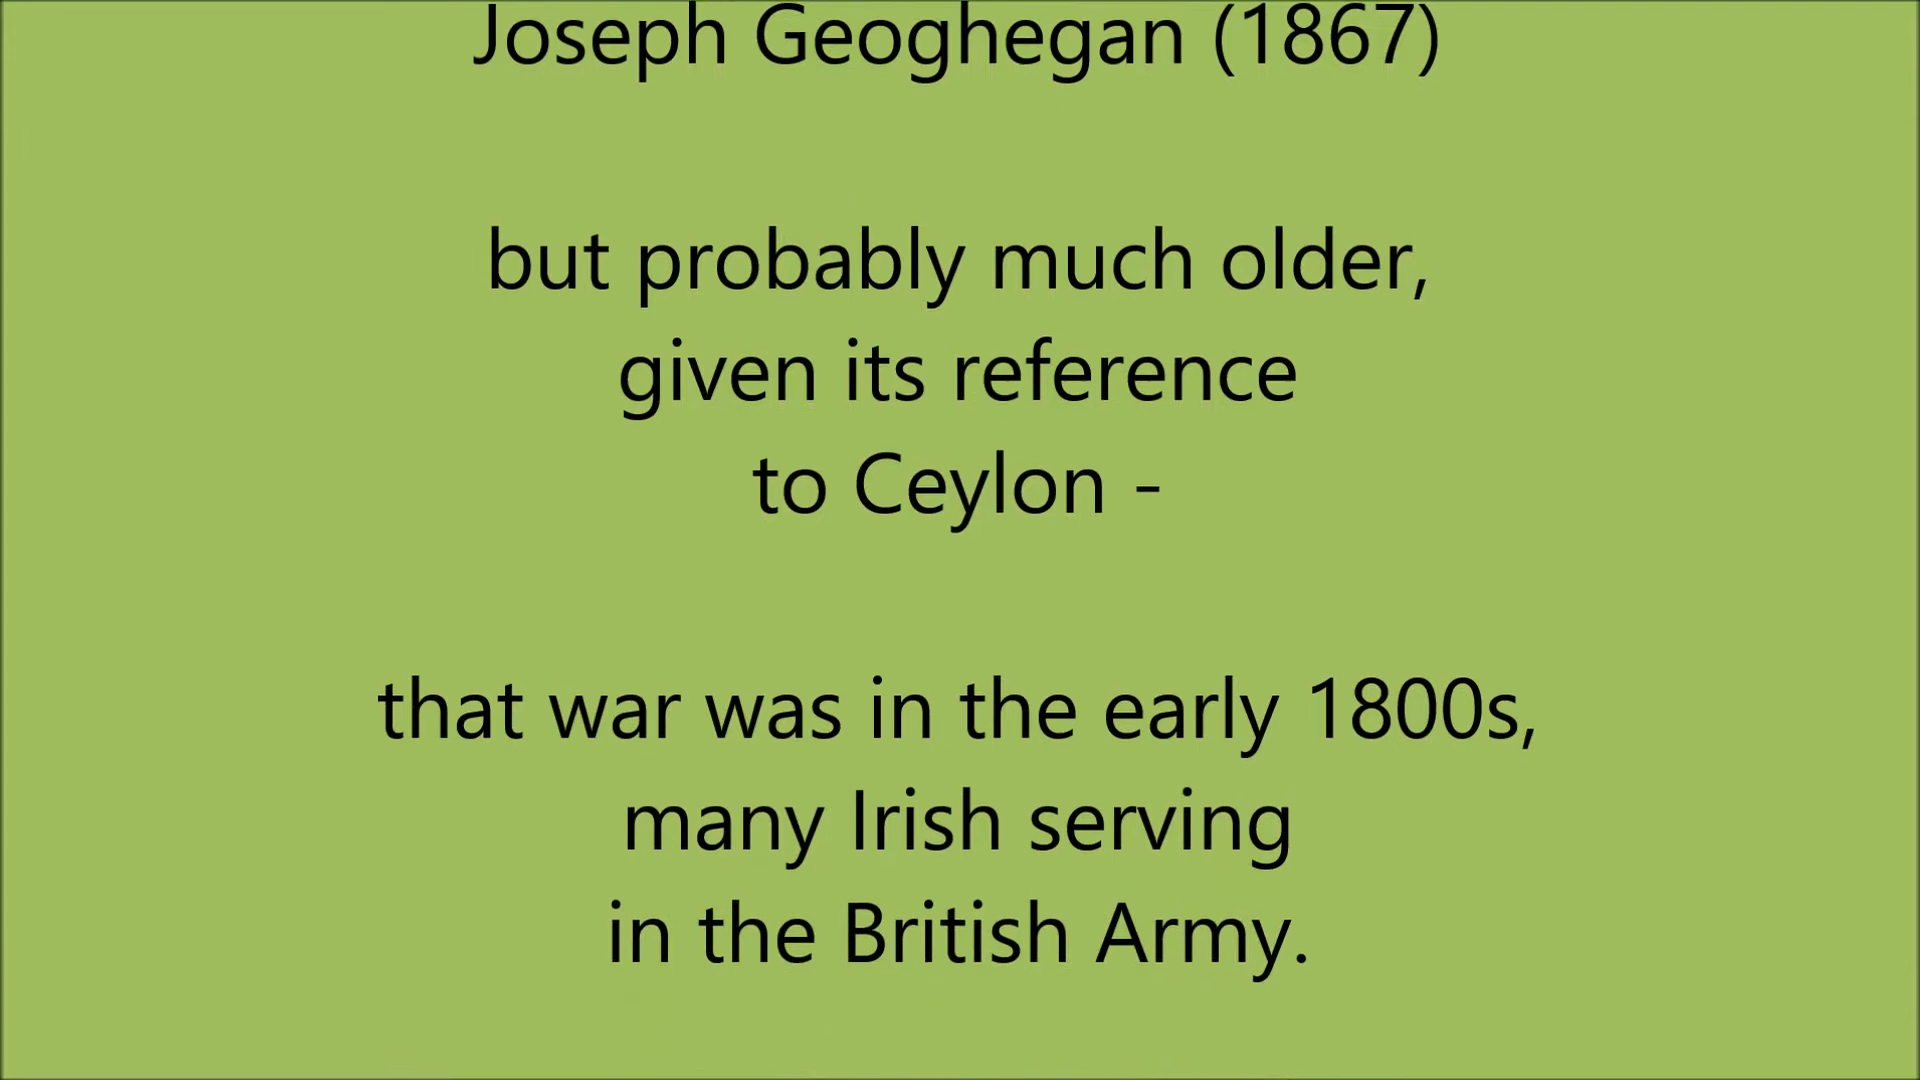 Joseph Geoghegan (1867)
but probably much older,
given its reference
to Ceylon -
that war was in the early 1800s,
many Irish serving
in the British Army.